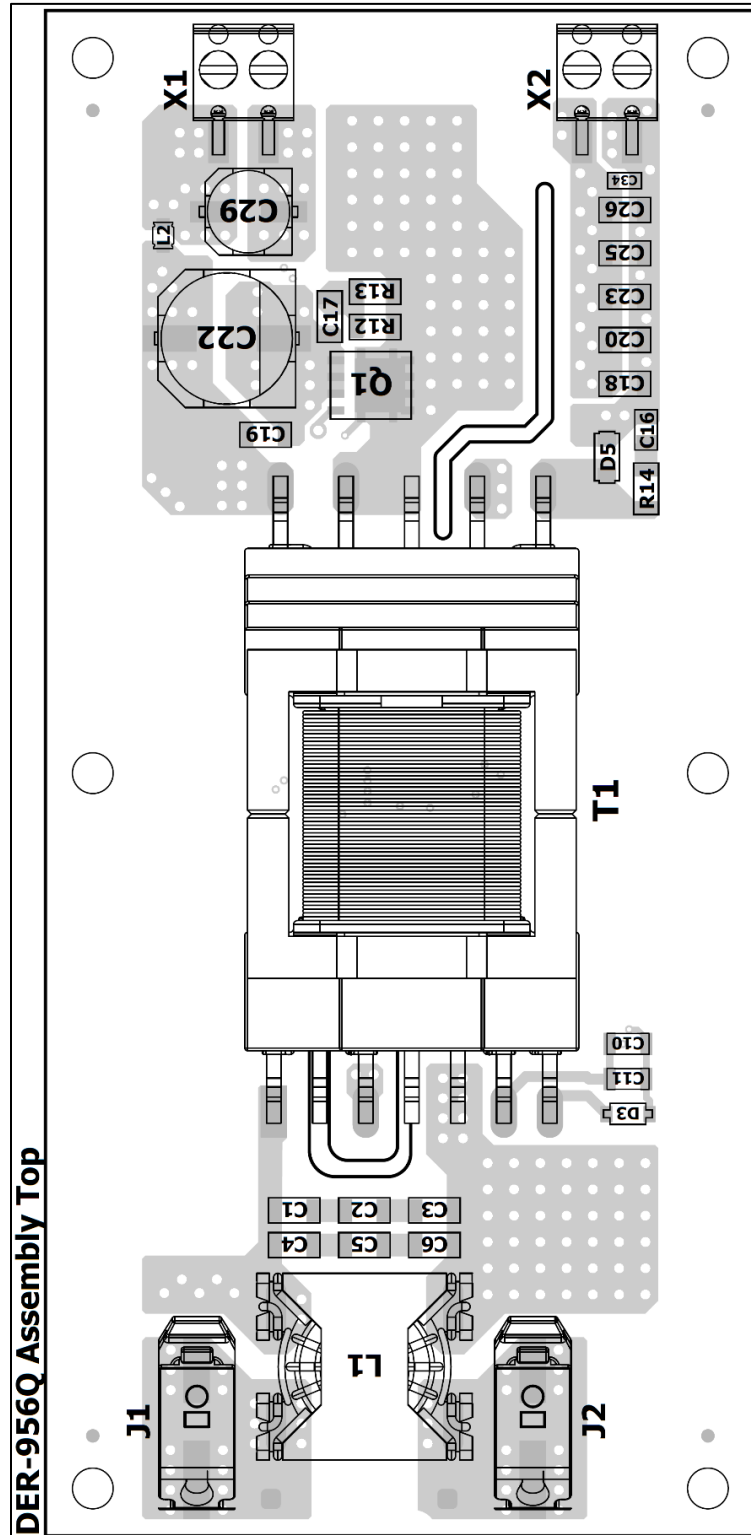 X1
X2
C34
C29
C26
L2
C25
R13
C23
C17
R12
C22
C20
Q1
C18
C19
C16
D5
R14
T1
C10
C11
D3
C1
C2
C3
C4
C5
C6
L1
J1
J2
DER-956Q Assembly Top